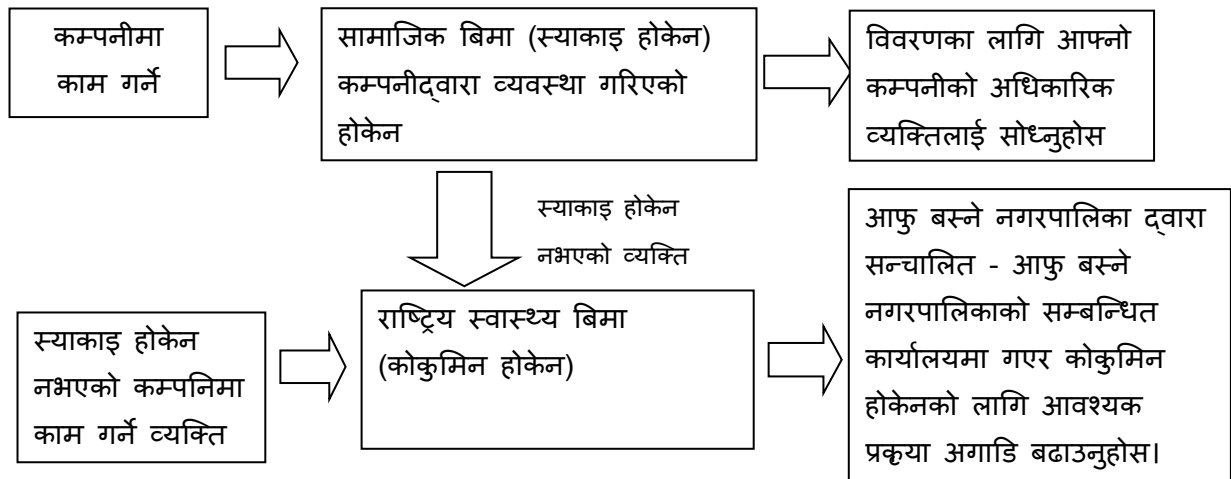 कम्पनीमा
काम गर्ने
सामाजिक बिमा (स्याकाइ होकेन)
कम्पनीद्वारा व्यवस्था गरिएको
होकेन
विवरणका लागि आफ्नो
कम्पनीको अधिकारिक
व्यक्तिलाई सोध्नुहोस
स्याकाइ होकेन
नभएको व्यक्ति
स्याकाइ होकेन
नभएको कम्पनिमा
काम गर्ने व्यक्ति
राष्ट्रिय स्वास्थ्य बिमा
(कोकुमिन होकेन)
आफु बस्ने नगरपालिका द्वारा
सन्चालित - आफु बस्ने
नगरपालिकाको सम्बन्धित
कार्यालयमा गएर कोकुमिन
होकेनको लागि आवश्यक
प्रकृया अगाडि बढाउनुहोस।